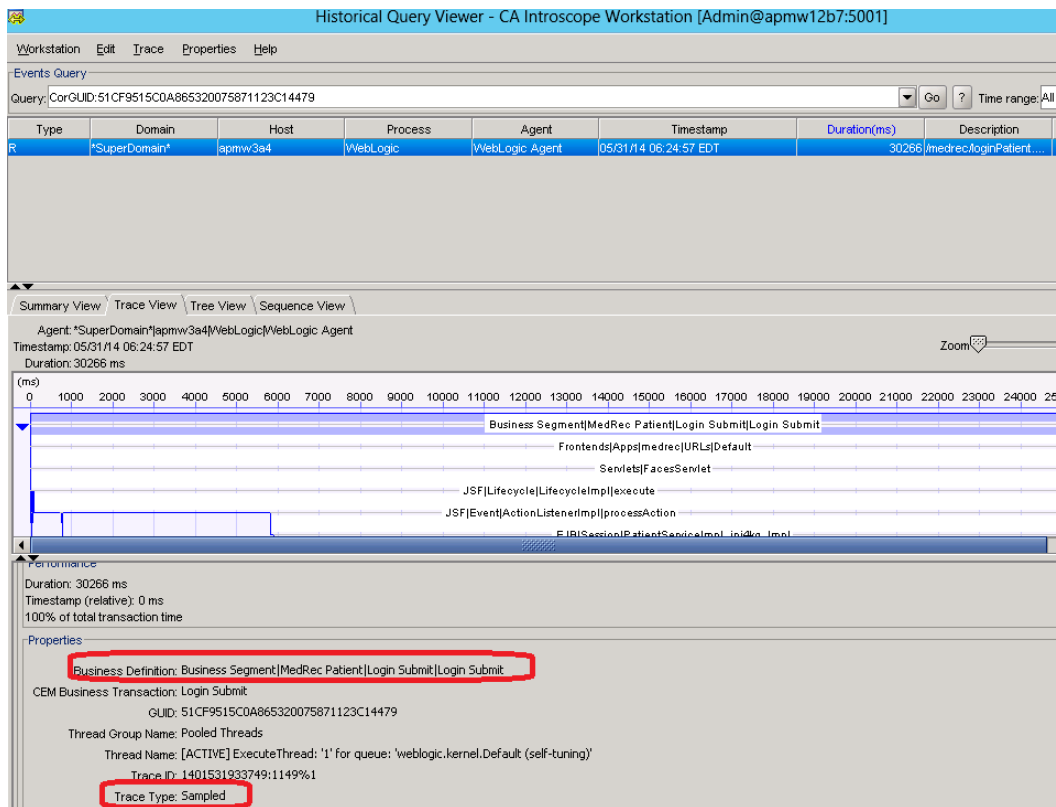 Historical Query Viewer - CA Introscope Workstation [Admin@apmw12b7:5001]
Workstation Edit Trace Properties Help
Events Query
Query: CorGUID:51CF9515C0A865320075871123C14479 Go ? Time range: All
Type Domain Host Process Agent Timestamp Duration(ms) Description
R *SuperDomain* apmw3a4 WebLogic WebLogic Agent 05/31/14 06:24:57 EDT 30266 /medrec/loginPatient....
Summary View Trace View Tree View Sequence View
Agent: *SuperDomain*|apmw3a4|WebLogic|WebLogic Agent
Timestamp: 05/31/14 06:24:57 EDT Zoom
Duration: 30266 ms
(ms)
0 1000 2000 3000 4000 5000 6000 7000 8000 9000 10000 11000 12000 13000 14000 15000 16000 17000 18000 19000 20000 21000 22000 23000 24000 25
Business Segment|MedRec Patient|Login Submit|Login Submit
Frontends|Apps|medrec|URLs|Default
Servlets|FacesServlet
JSF|Lifecycle|LifecycleImpl|execute
JSF|Event|ActionListenerImpl|processAction
Performance
Duration: 30266 ms
Timestamp (relative): 0 ms
100% of total transaction time
Properties
Business Definition: Business Segment|MedRec Patient|Login Submit|Login Submit
CEM Business Transaction: Login Submit
GUID: 51CF9515C0A865320075871123C14479
Thread Group Name: Pooled Threads
Thread Name: [ACTIVE] ExecuteThread: '1' for queue: 'weblogic.kernel.Default (self-tuning)'
Trace ID: 1401531933749:1149%1
Trace Type: Sampled